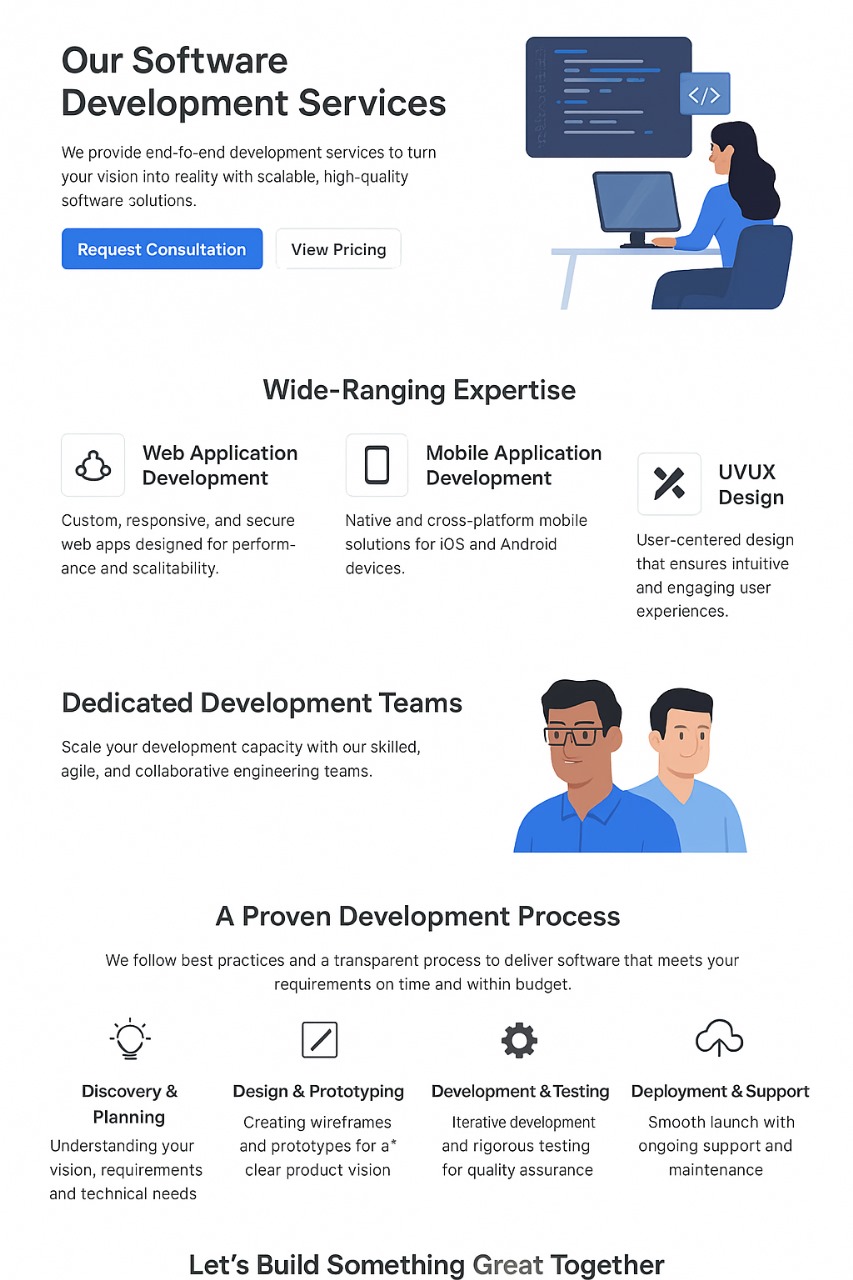 Our Software
Development Services
We provide end-fo-end development services to turn
your vision into reality with scalable, high-quality
software solutions.
Request Consultation
View Pricing
</>
Wide-Ranging Expertise
Web Application
Development
Custom, responsive, and secure
web apps designed for perform-
ance and scalitability.
Mobile Application
Development
Native and cross-platform mobile
solutions for iOS and Android
devices.
UVUX
Design
User-centered design
that ensures intuitive
and engaging user
experiences.
Dedicated Development Teams
Scale your development capacity with our skilled,
agile, and collaborative engineering teams.
A Proven Development Process
We follow best practices and a transparent process to deliver software that meets your
requirements on time and within budget.
Discovery &
Planning
Understanding your
vision, requirements
and technical needs
Design & Prototyping
Creating wireframes
and prototypes for a*
clear product vision
Development & Testing
Iterative development
and rigorous testing
for quality assurance
Deployment & Support
Smooth launch with
ongoing support and
maintenance
Let's Build Something Great Together